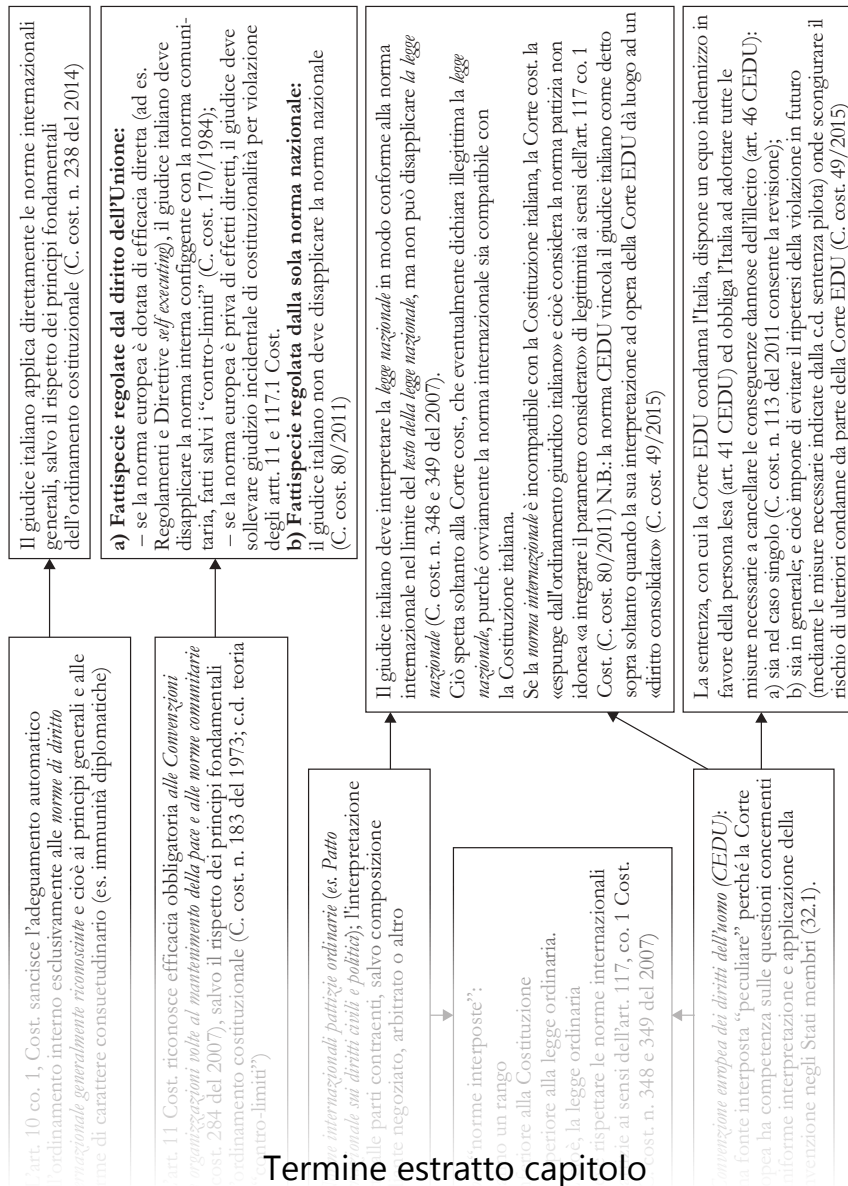 art. 10 co. 1, Cost. sancisce l'adeguamento automatico
l'ordinamento interno esclusivamente alle norme di diritto
generalmente riconosciute e cioè ai principi generali e alle
di carattere consuetudinario (es. immunità diplomatiche)
Il giudice italiano applica direttamente le norme internazionali
generali, salvo il rispetto dei principi fondamentali
dell'ordinamento costituzionale (C. cost. n. 238 del 2014)
art. 11 Cost. riconosce efficacia obbligatoria alle Convenzioni
organizzazioni volte al mantenimento della pace e alle norme comunitarie
cost. 284 del 2007), salvo il rispetto dei principi fondamentali
ordinamento costituzionale (C. cost. n. 183 del 1973; c.d. teoria
"contro-limiti")
a) Fattispecie regolate dal diritto dell'Unione:
– se la norma europea è dotata di efficacia diretta (ad es.
Regolamenti e Direttive self executing), il giudice italiano deve
disapplicare la norma interna configgente con la norma comuni-
taria, fatti salvi i "contro-limiti" (C. cost. 170/1984);
– se la norma europea è priva di effetti diretti, il giudice deve
sollevare giudizio incidentale di costituzionalità per violazione
degli artt. 11 e 117.1 Cost.
b) Fattispecie regolata dalla sola norma nazionale:
il giudice italiano non deve disapplicare la norma nazionale
(C. cost. 80/2011)
internazionali pattizie ordinarie (es. Patto
sui diritti civili e politici); l'interpretazione
alle parti contraenti, salvo composizione
negoziato, arbitrato o altro
Il giudice italiano deve interpretare la legge nazionale in modo conforme alla norma
internazionale nel limite del testo della legge nazionale, ma non può disapplicare la legge
nazionale (C. cost. n. 348 e 349 del 2007).
Ciò spetta soltanto alla Corte cost., che eventualmente dichiara illegittima la legge
nazionale, purché ovviamente la norma internazionale sia compatibile con
la Costituzione italiana.
Se la norma internazionale è incompatibile con la Costituzione italiana, la Corte cost. la
«espunge dall'ordinamento giuridico italiano» e cioè considera la norma patrizia non
idonea «a integrare il parametro considerato» di legittimità ai sensi dell'art. 117 co. 1
Cost. (C. cost. 80/2011) N.B.: la norma CEDU vincola il giudice italiano come detto
sopra soltanto quando la sua interpretazione ad opera della Corte EDU dà luogo ad un
«diritto consolidato» (C. cost. 49/2015)
"norme interposte":
un rango
alla Costituzione
alla legge ordinaria.
la legge ordinaria
rispettare le norme internazionali
ai sensi dell'art. 117, co. 1 Cost.
cost. n. 348 e 349 del 2007)
europea dei diritti dell'uomo (CEDU):
fonte interposta "peculiare" perché la Corte
ha competenza sulle questioni concernenti
interpretazione e applicazione della
negli Stati membri (32.1).
La sentenza, con cui la Corte EDU condanna l'Italia, dispone un equo indennizzo in
favore della persona lesa (art. 41 CEDU) ed obbliga l'Italia ad adottare tutte le
misure necessarie a cancellare le conseguenze dannose dell'illecito (art. 46 CEDU):
a) sia nel caso singolo (C. cost. n. 113 del 2011 consente la revisione);
b) sia in generale; e cioè impone di evitare il ripetersi della violazione in futuro
(mediante le misure necessarie indicate dalla c.d. sentenza pilota) onde scongiurare il
rischio di ulteriori condanne da parte della Corte EDU (C. cost. 49/2015)
Termine estratto capitolo